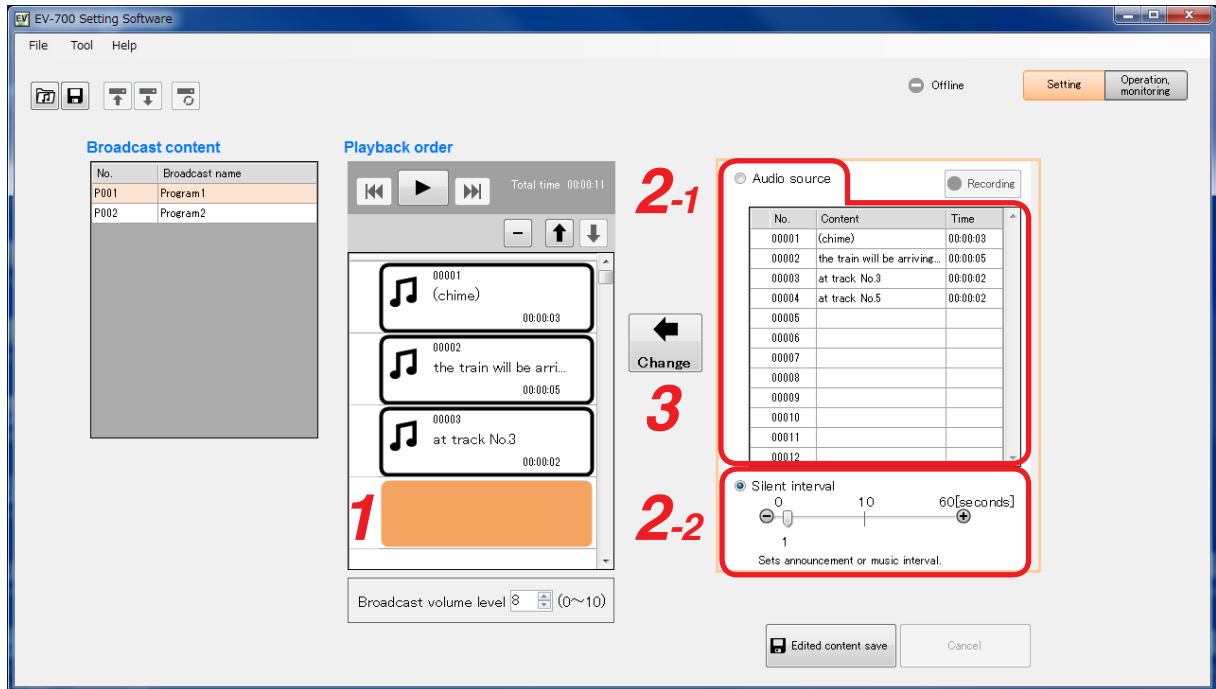 EV-700 Setting Software
File Tool Help
Offline
Setting
Operation,
monitoring
Broadcast content
No. Broadcast name
P001 Program1
P002 Program2
Playback order
Total time 00:00:11
00001
(chime)
00:00:03
00002
the train will be arri...
00:00:05
00003
at track No.3
00:00:02
1
Broadcast volume level 8 (0~10)
2-1
Change
3
2-2
Audio source
Recording
No. Content Time
00001 (chime) 00:00:03
00002 the train will be arriving... 00:00:05
00003 at track No.3 00:00:02
00004 at track No.5 00:00:02
00005
00006
00007
00008
00009
00010
00011
00012
Silent interval
0 10 60[seconds]
1
Sets announcement or music interval.
Edited content save
Cancel